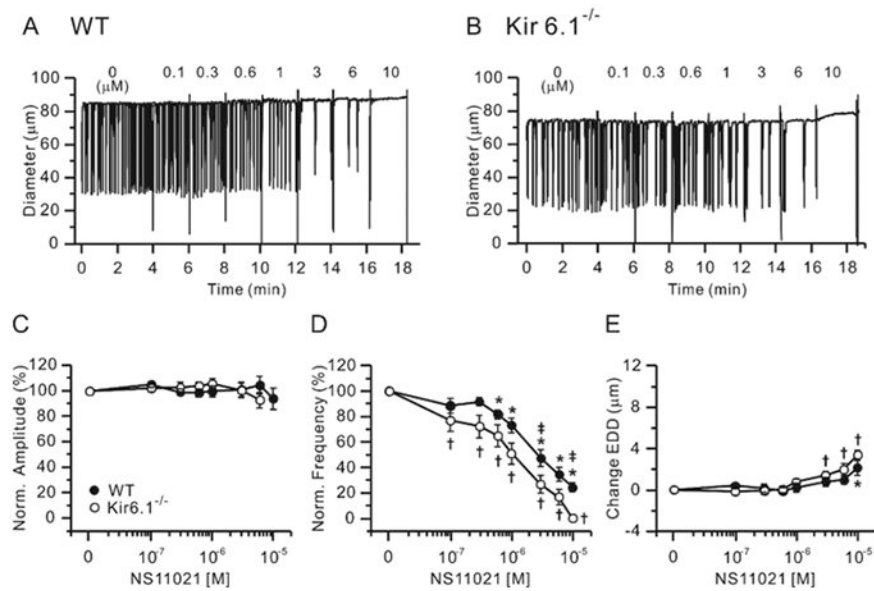 A WT
0 (μM) 0.1 0.3 0.6 1 3 6 10
Diameter (μm)
100
80
60
40
20
0
0 2 4 6 8 10 12 14 16 18
Time (min)
B Kir 6.1-/-
0 (μM) 0.1 0.3 0.6 1 3 6 10
Diameter (μm)
100
80
60
40
20
0
0 2 4 6 8 10 12 14 16 18
Time (min)
C
Norm. Amplitude (%)
120
100
80
60
40
20
0
WT
Kir6.1-/-
0 10-7 10-6 10-5
NS11021 [M]
D
Norm. Frequency (%)
120
100
80
60
40
20
0
* * ‡ * * ‡ *
† † † † † † †
0 10-7 10-6 10-5
NS11021 [M]
E
Change EDD (μm)
12
8
4
0
-4
† † †
*
0 10-7 10-6 10-5
NS11021 [M]